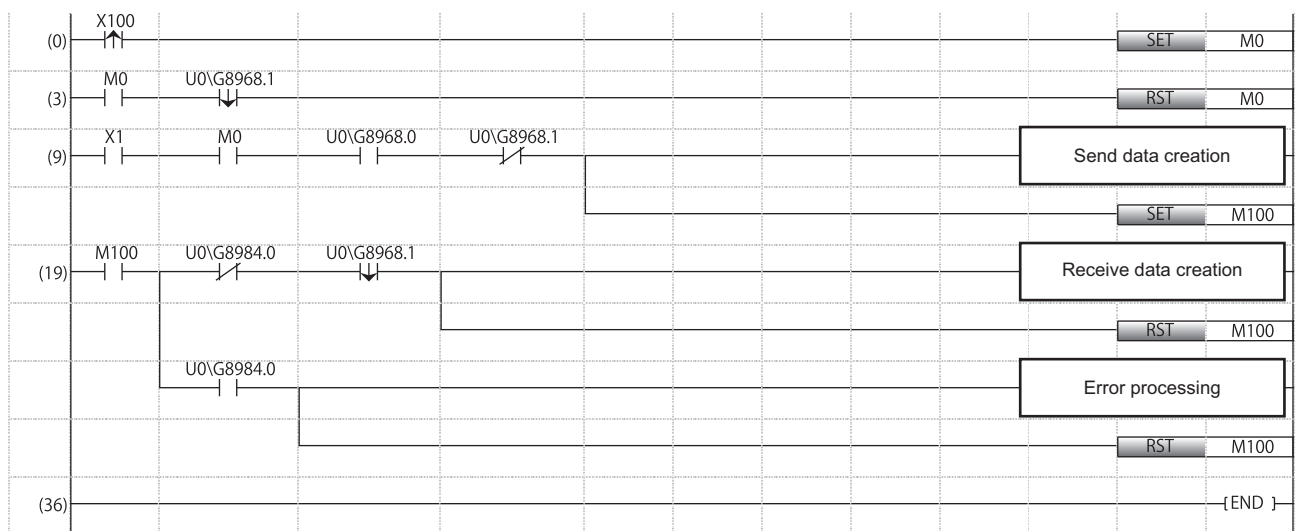 X100
(0) SET M0
M0 U0\G8968.1
(3) RST M0
X1 M0 U0\G8968.0 U0\G8968.1
(9) Send data creation
SET M100
M100 U0\G8984.0 U0\G8968.1
(19) Receive data creation
RST M100
U0\G8984.0
Error processing
RST M100
(36) [END ]